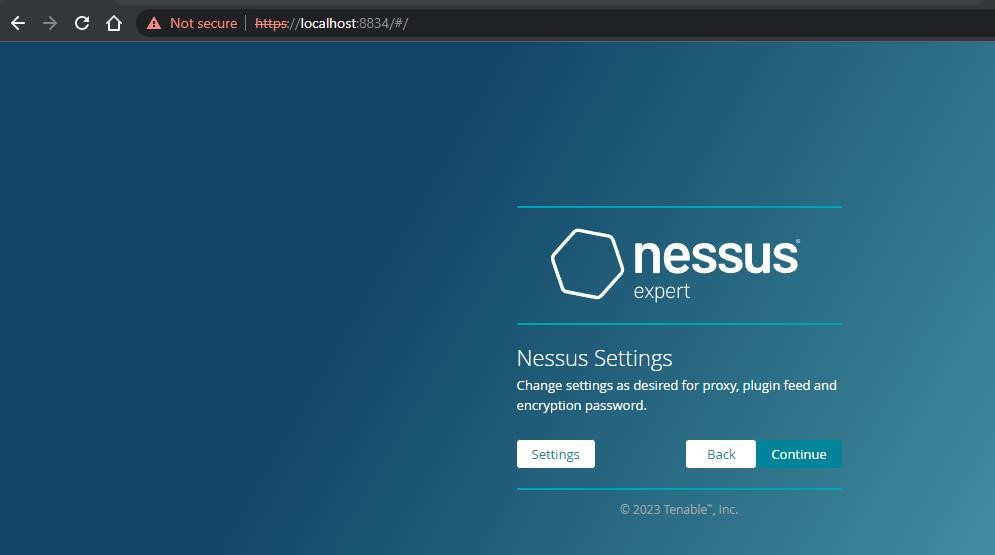 Not secure | https://localhost:8834/#/
nessus®
expert
Nessus Settings
Change settings as desired for proxy, plugin feed and
encryption password.
Settings Back Continue
© 2023 Tenable™, Inc.